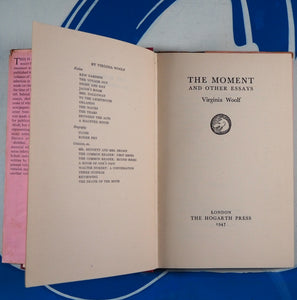 BY VIRGINIA WOOLF
Fiction
KEW GARDENS
THE VOYAGE OUT
NIGHT AND DAY
JACOB'S ROOM
MRS. DALLOWAY
TO THE LIGHTHOUSE
ORLANDO
THE WAVES
THE YEARS
BETWEEN THE ACTS
A HAUNTED HOUSE
Biography
FLUSH
ROGER FRY
Criticism, etc.
MR. BENNETT AND MRS. BROWN
THE COMMON READER: FIRST SERIES
THE COMMON READER: SECOND SERIES
A ROOM OF ONE'S OWN
WALTER SICKERT: A CONVERSATION
THREE GUINEAS
REVIEWING
THE DEATH OF THE MOTH
THE MOMENT
AND OTHER ESSAYS
Virginia Woolf
LONDON
THE HOGARTH PRESS
1947